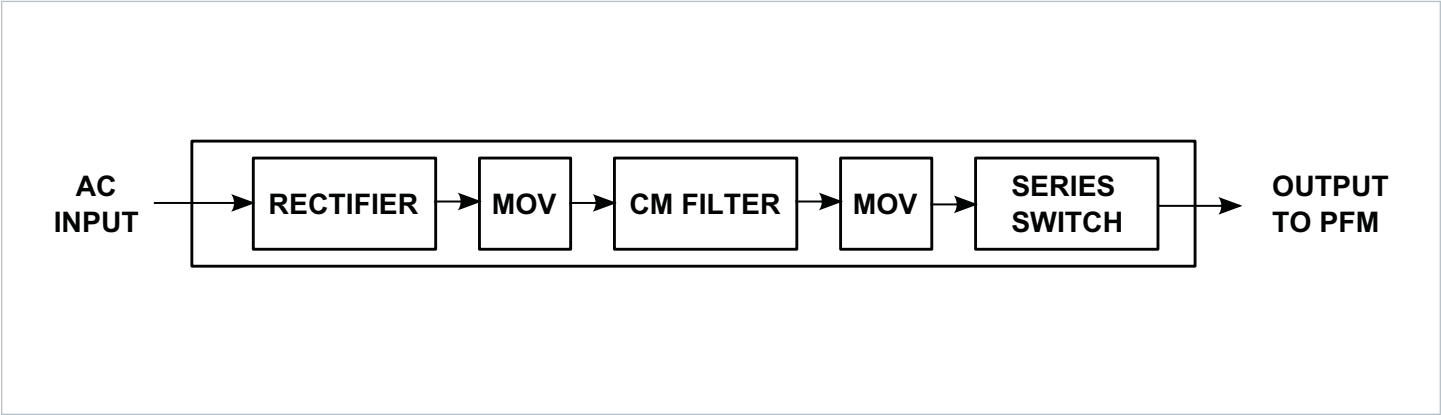 AC
INPUT
RECTIFIER
MOV
CM FILTER
MOV
SERIES
SWITCH
OUTPUT
TO PFM